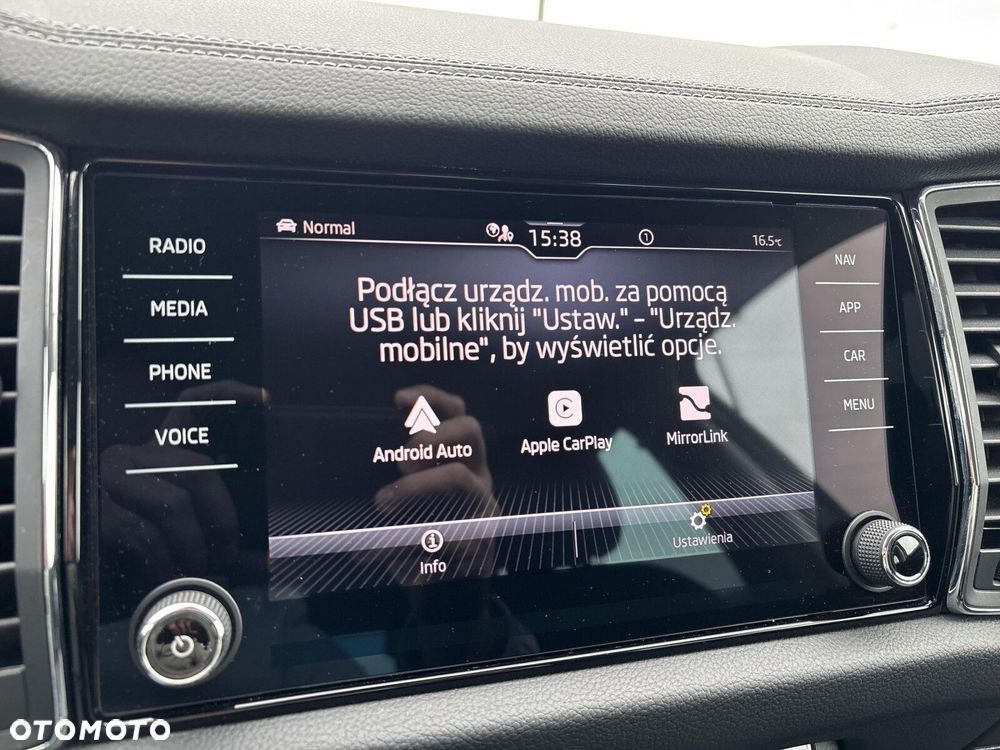 Normal
15:38
1
16.5°C
RADIO
MEDIA
PHONE
VOICE
Podłącz urządz. mob. za pomocą
USB lub kliknij "Ustaw." - "Urządz.
mobilne", by wyświetlić opcje.
Android Auto
Apple CarPlay
MirrorLink
Info
Ustawienia
NAV
APP
CAR
MENU
OTOMOTO